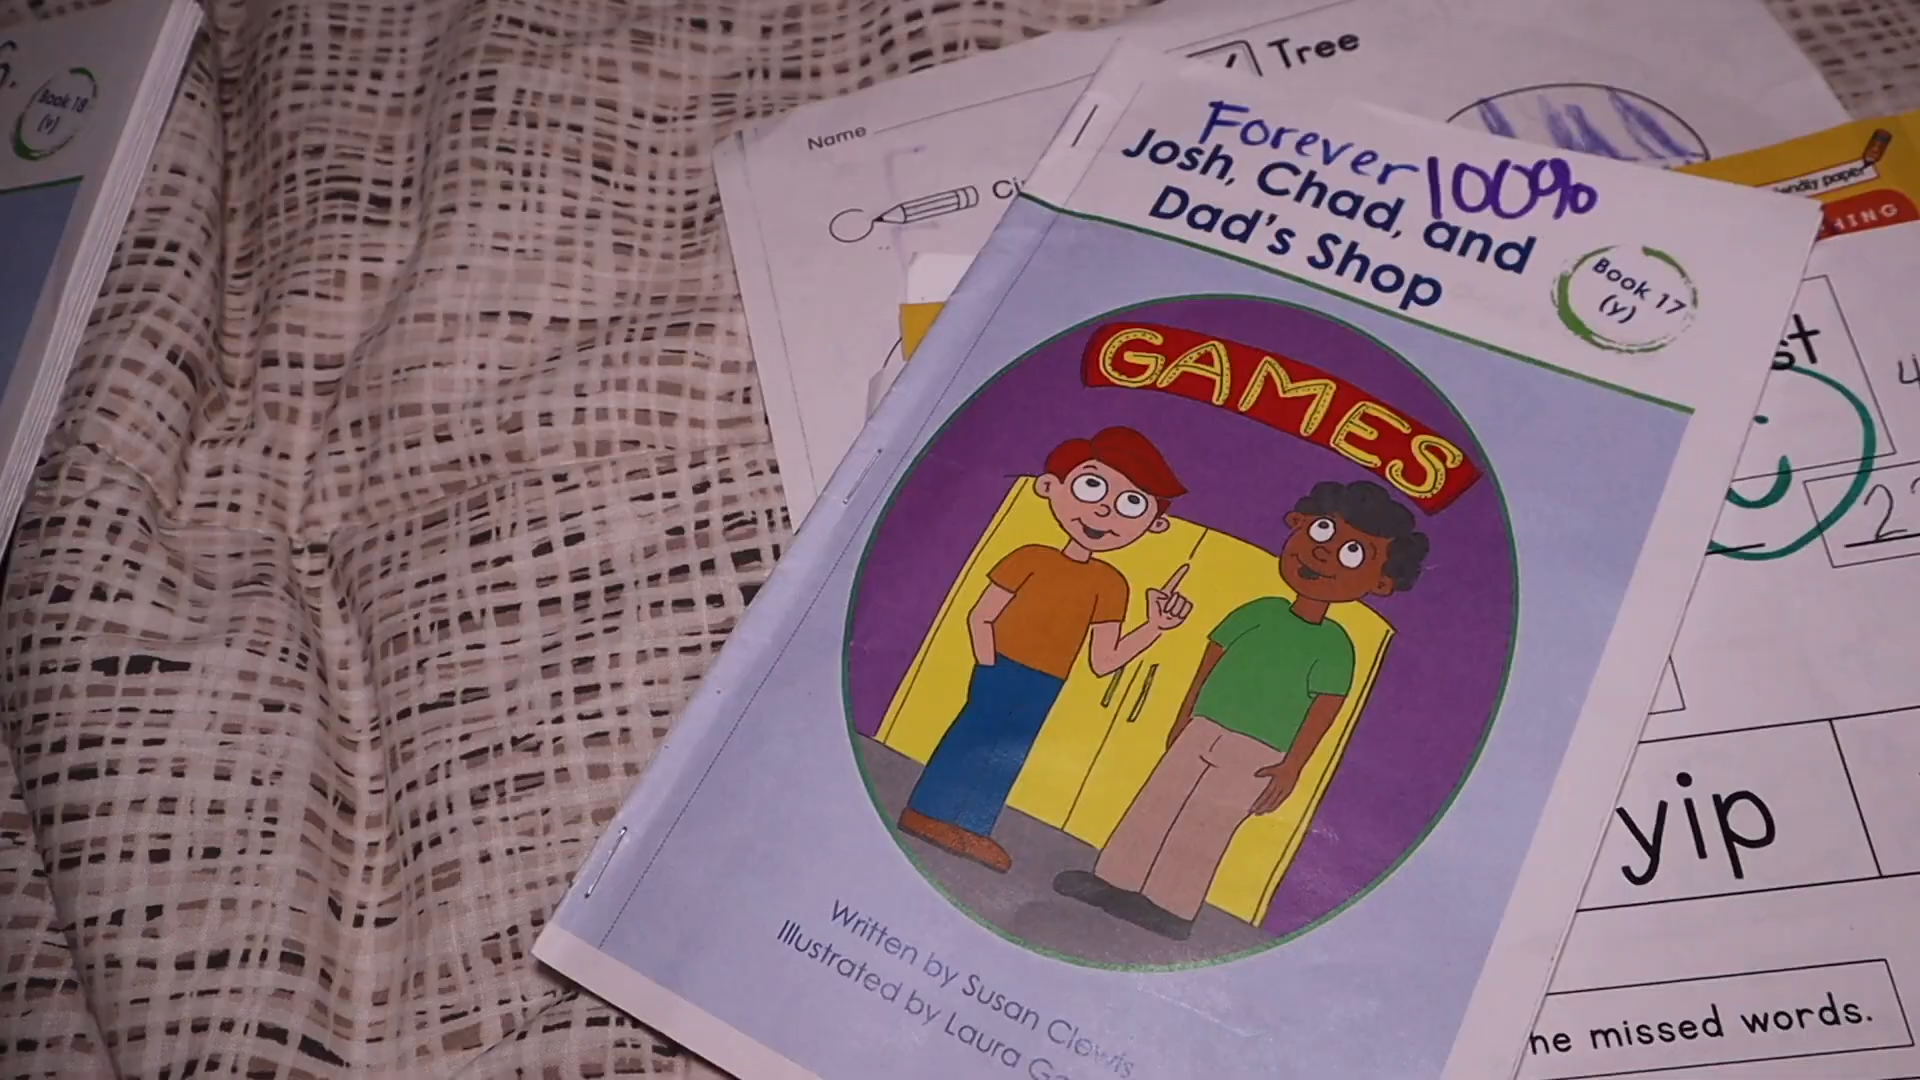 Book 18
(v)
Tree
Name
Forever 100%
Josh, Chad, and
Dad's Shop
Book 17
(y)
GAMES
Written by Susan Clewis
Illustrated by Laura
yip
missed words.